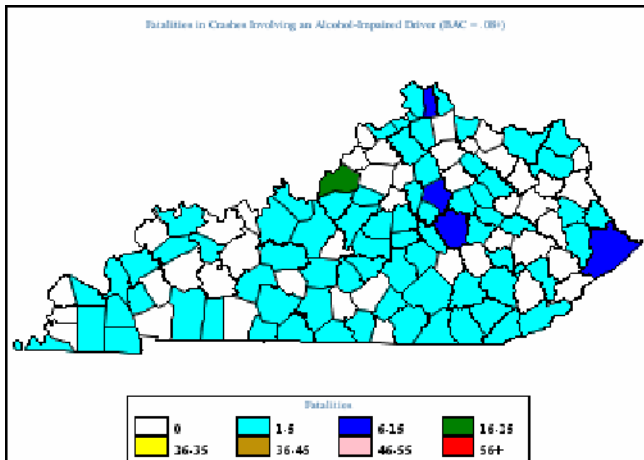 Fatalities in Crashes Involving an Alcohol-Impaired Driver (BAC = .08+)
Fatalities
0 1-5 6-15 16-25
36-35 36-45 46-55 56+